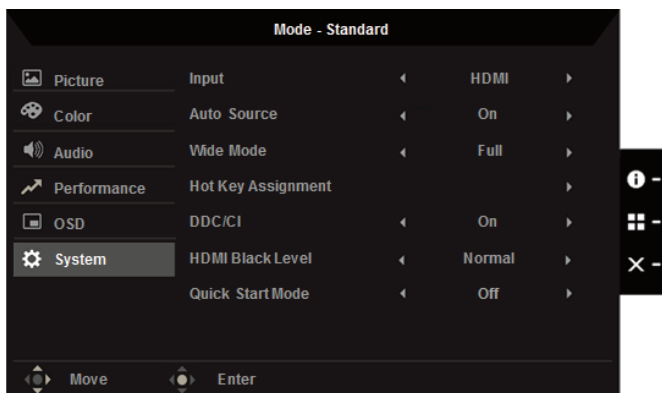 Mode - Standard
Picture
Input HDMI
Color
Auto Source On
Audio
Wide Mode Full
Performance
Hot Key Assignment
OSD
DDC/CI On
System
HDMI Black Level Normal
Quick Start Mode Off
Move Enter